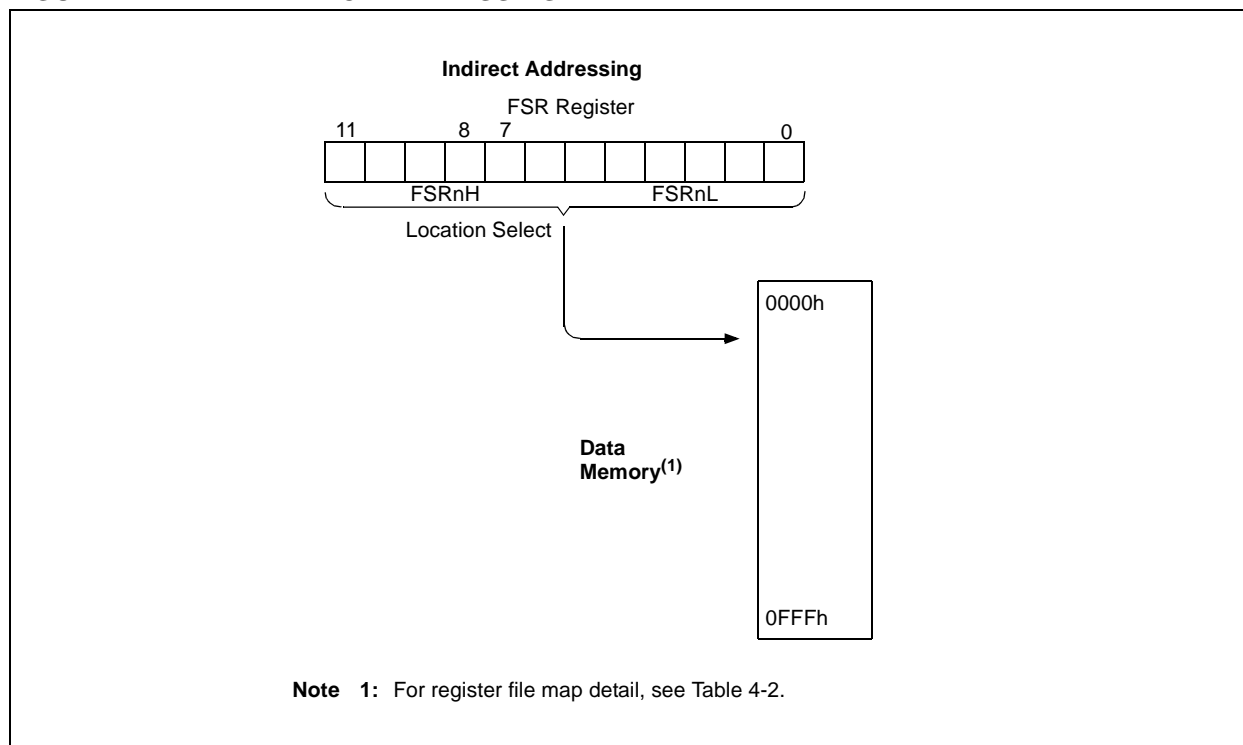 Indirect Addressing
FSR Register
11 8 7 0
FSRnH FSRnL
Location Select
0000h
Data
Memory(1)
0FFFh
Note 1: For register file map detail, see Table 4-2.